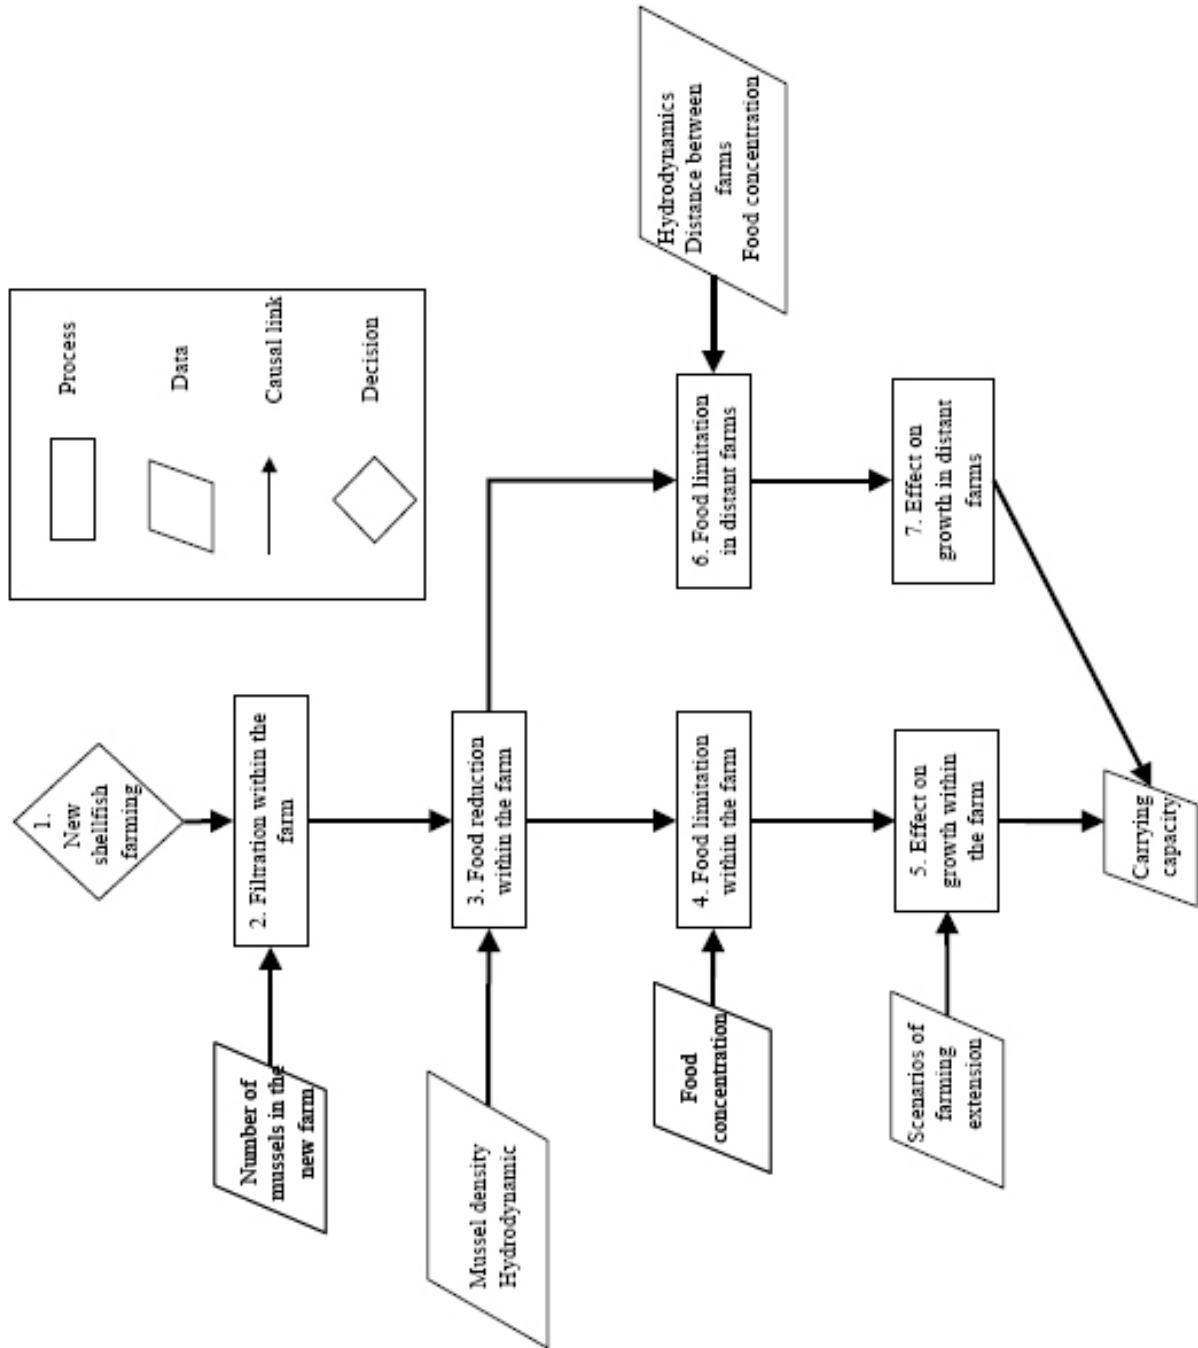 Process
Data
Causal link
Decision
1.
New
shellfish
farming
Number of
mussels in the
new farm
2. Filtration within the
farm
Mussel density
Hydrodynamic
3. Food reduction
within the farm
Food
concentration
4. Food limitation
within the farm
6. Food limitation
in distant farms
Hydrodynamics
Distance between
farms
Food concentration
Scenarios of
farming
extension
5. Effect on
growth within
the farm
7. Effect on
growth in distant
farms
Carrying
capacity